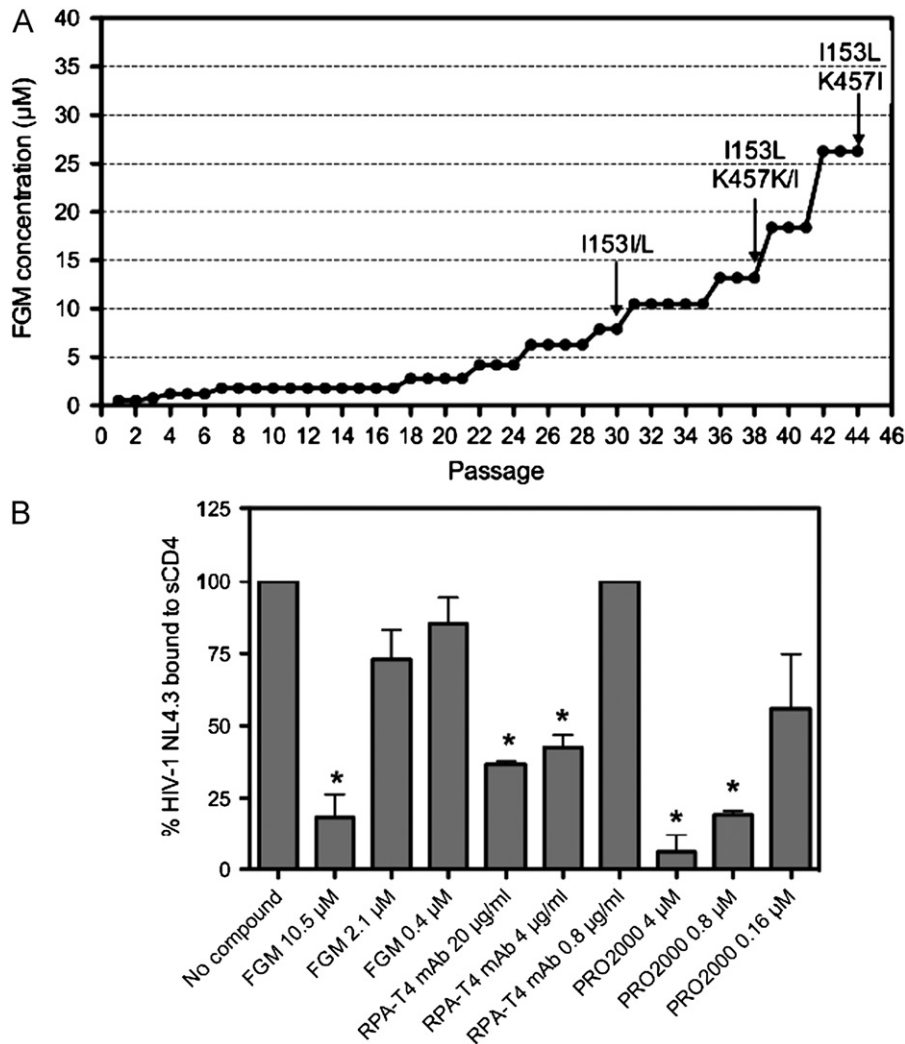 A
40
35
30
25
20
15
10
5
0
FGM concentration (µM)
I153I/L
I153L
K457K/I
I153L
K457I
0 2 4 6 8 10 12 14 16 18 20 22 24 26 28 30 32 34 36 38 40 42 44 46
Passage
B
125
100
75
50
25
0
% HIV-1 NL4.3 bound to sCD4
* * * * *
No compound
FGM 10.5 µM
FGM 2.1 µM
FGM 0.4 µM
RPA-T4 mAb 20 µg/ml
RPA-T4 mAb 4 µg/ml
RPA-T4 mAb 0.8 µg/ml
PRO2000 4 µM
PRO2000 0.8 µM
PRO2000 0.16 µM